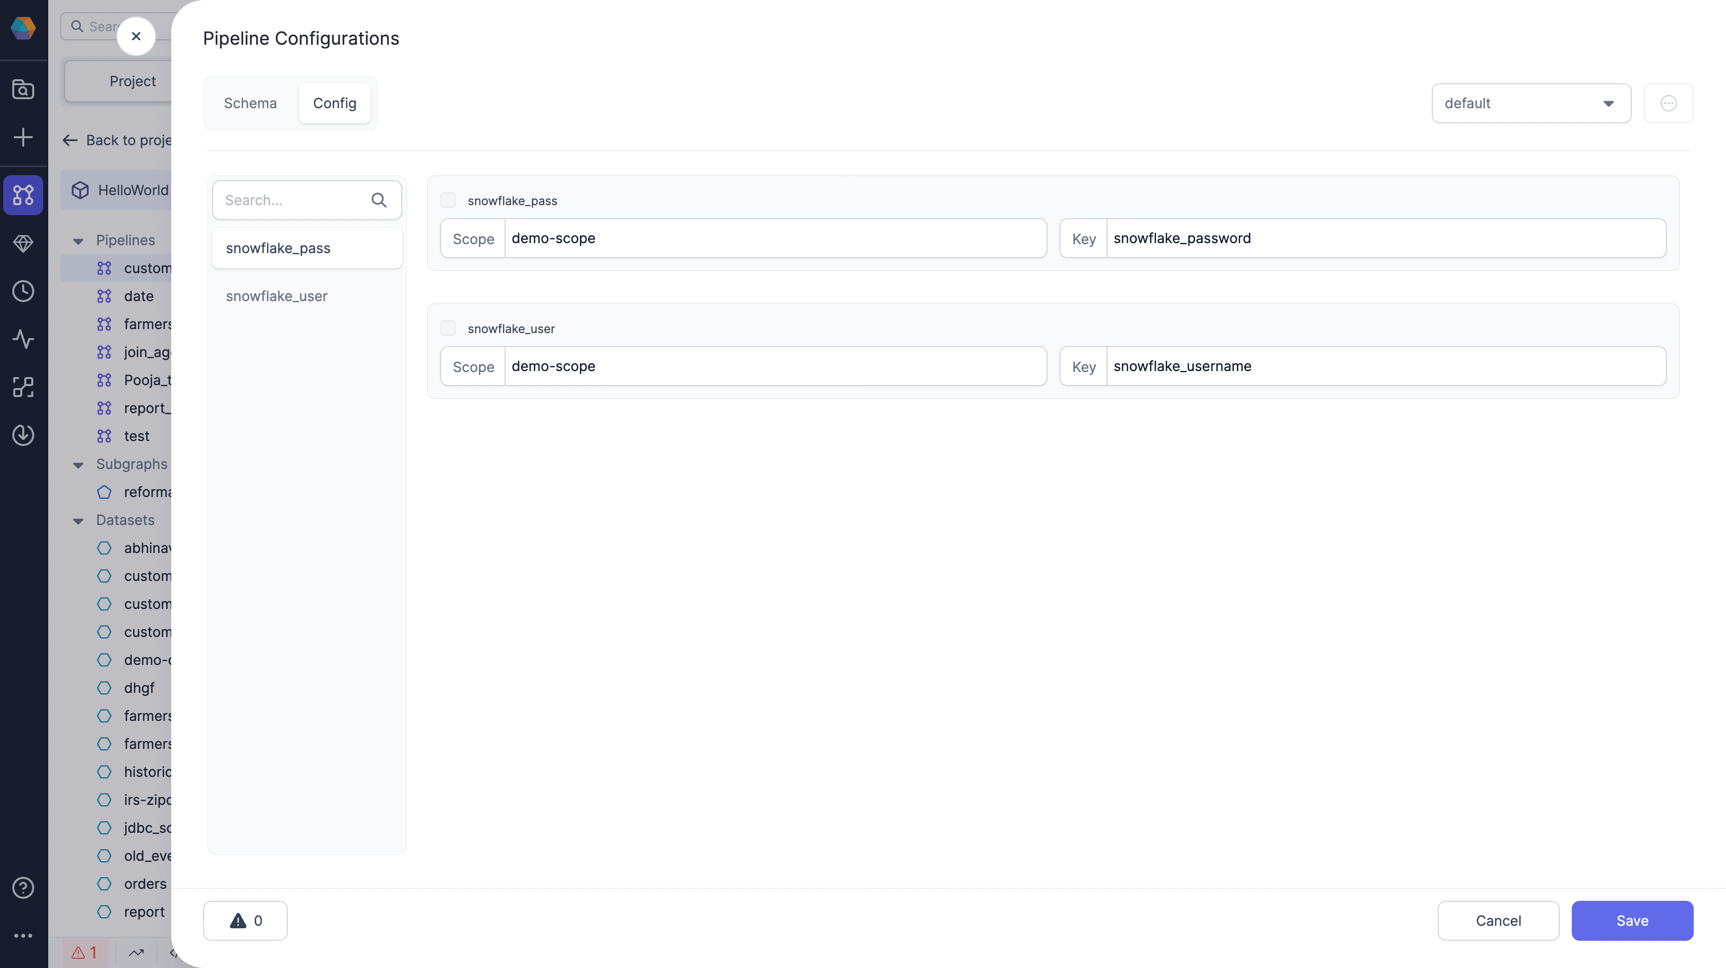 Sear
Project
Back to proje
HelloWorld
Pipelines
custom
date
farmers
join_ag
Pooja_t
report_
test
Subgraphs
reforma
Datasets
abhinav
custom
custom
custom
demo-
dhgf
farmers
farmers
historic
irs-zipc
jdbc_sc
old_eve
orders
report
1
Pipeline Configurations
Schema
Config
default
Search...
snowflake_pass
snowflake_user
snowflake_pass
Scope demo-scope
Key snowflake_password
snowflake_user
Scope demo-scope
Key snowflake_username
0
Cancel
Save